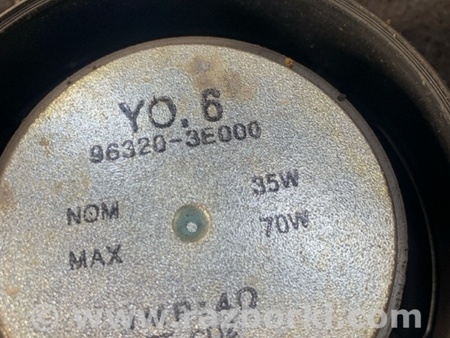 YO. 6
96320-3E000
NOM 35W
MAX 70W
www.razborki.com